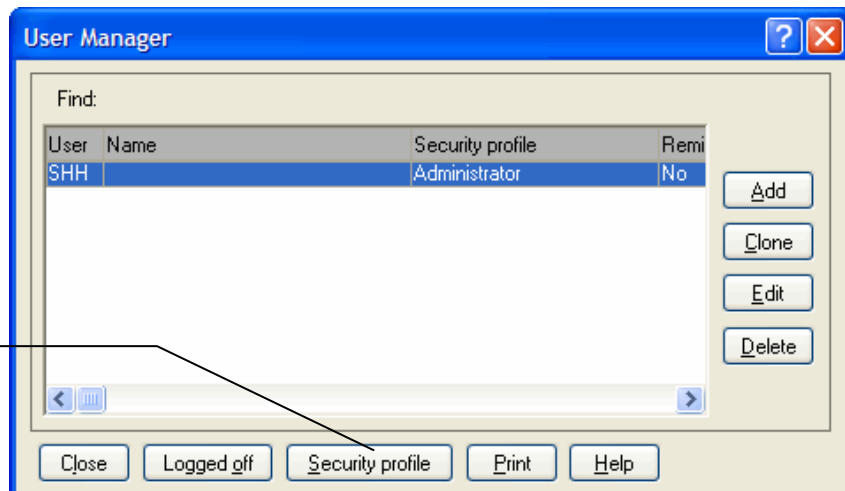 User Manager
Find:
User Name Security profile Remi
SHH Administrator No
Add
Clone
Edit
Delete
Close Logged off Security profile Print Help